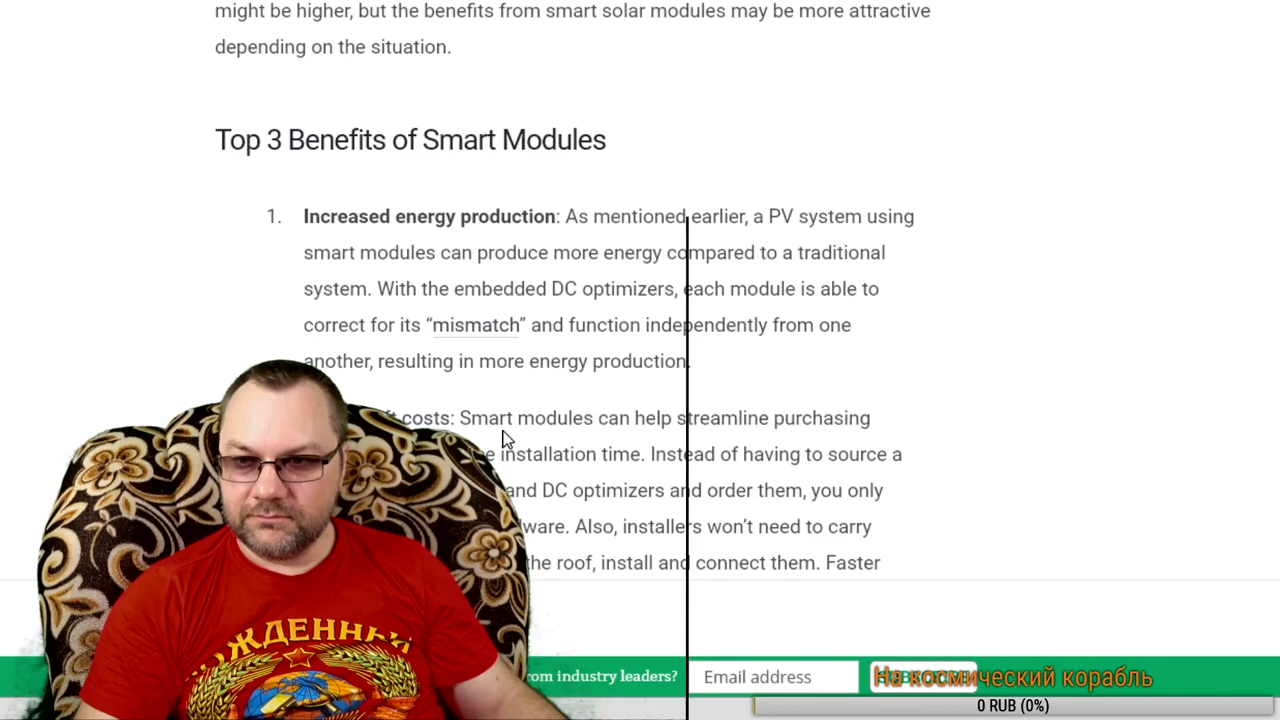 might be higher, but the benefits from smart solar modules may be more attractive
depending on the situation.
Top 3 Benefits of Smart Modules
1. Increased energy production: As mentioned earlier, a PV system using
smart modules can produce more energy compared to a traditional
system. With the embedded DC optimizers, each module is able to
correct for its “mismatch” and function independently from one
another, resulting in more energy production.
costs: Smart modules can help streamline purchasing
installation time. Instead of having to source a
and DC optimizers and order them, you only
Also, installers won’t need to carry
the roof, install and connect them. Faster
ЖДЕННЫ
industry leaders?
Email address
На космический корабль
0 RUB (0%)